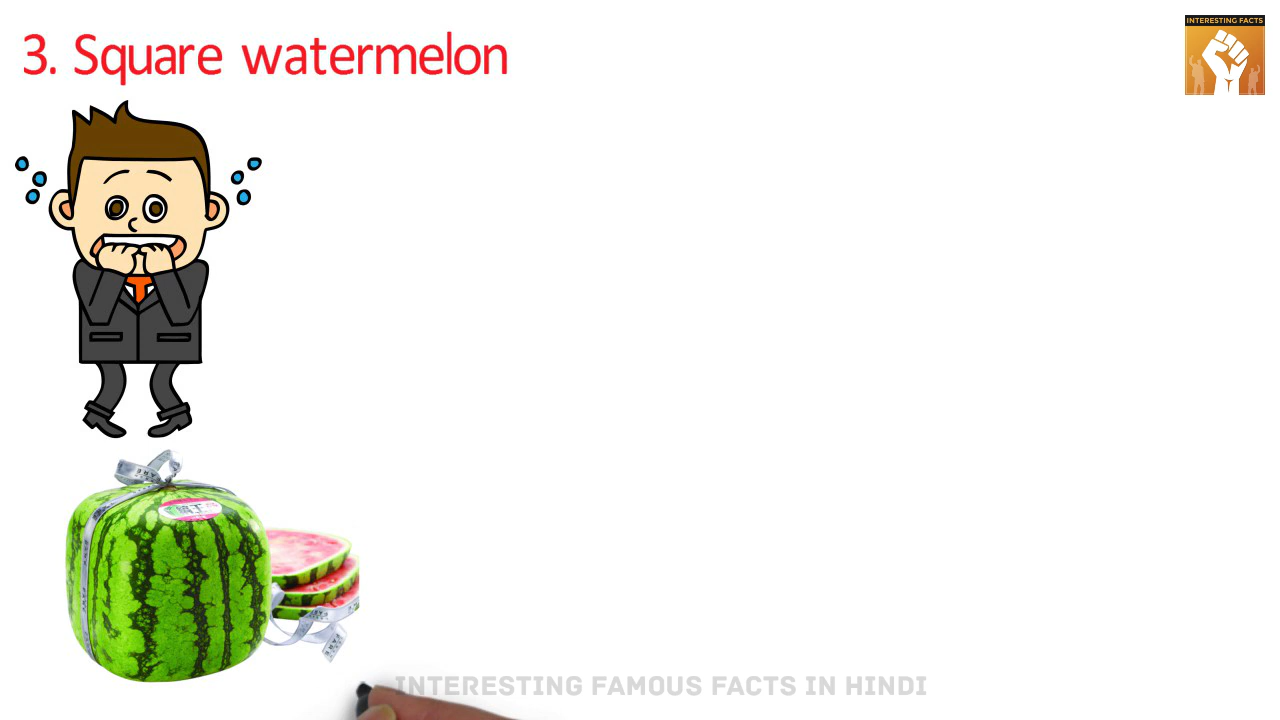 INTERESTING FACTS
3. Square watermelon
INTERESTING FAMOUS FACTS IN HINDI